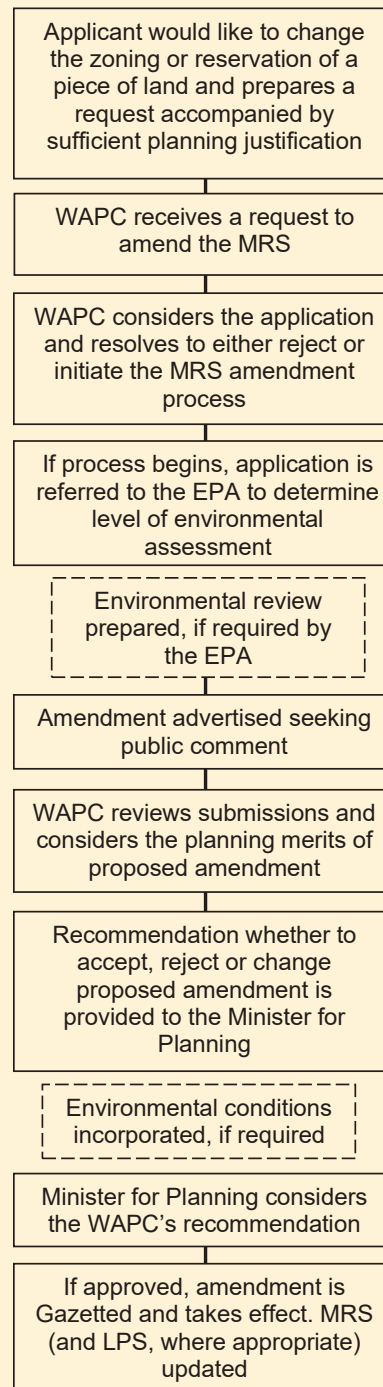 Applicant would like to change
the zoning or reservation of a
piece of land and prepares a
request accompanied by
sufficient planning justification
WAPC receives a request to
amend the MRS
WAPC considers the application
and resolves to either reject or
initiate the MRS amendment
process
If process begins, application is
referred to the EPA to determine
level of environmental
assessment
Environmental review
prepared, if required by
the EPA
Amendment advertised seeking
public comment
WAPC reviews submissions and
considers the planning merits of
proposed amendment
Recommendation whether to
accept, reject or change
proposed amendment is
provided to the Minister for
Planning
Environmental conditions
incorporated, if required
Minister for Planning considers
the WAPC's recommendation
If approved, amendment is
Gazetted and takes effect. MRS
(and LPS, where appropriate)
updated